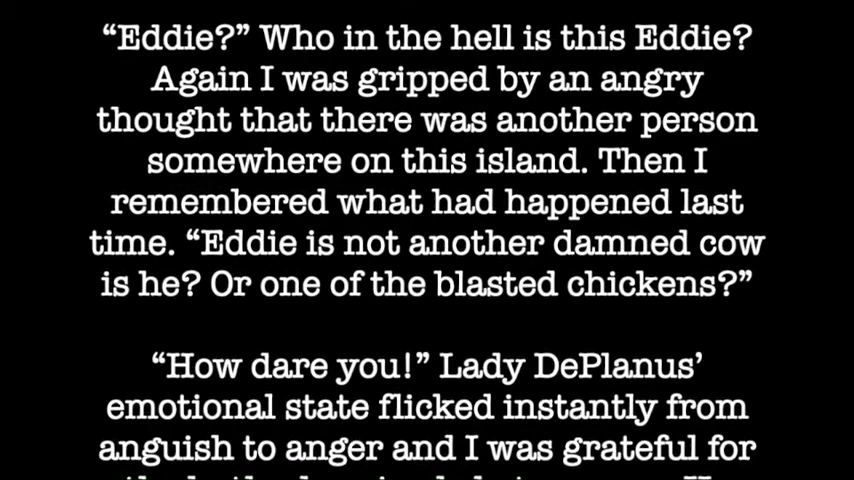 “Eddie?” Who in the hell is this Eddie?
Again I was gripped by an angry
thought that there was another person
somewhere on this island. Then I
remembered what had happened last
time. “Eddie is not another damned cow
is he? Or one of the blasted chickens?”
“How dare you!” Lady DePlanus’
emotional state flicked instantly from
anguish to anger and I was grateful for